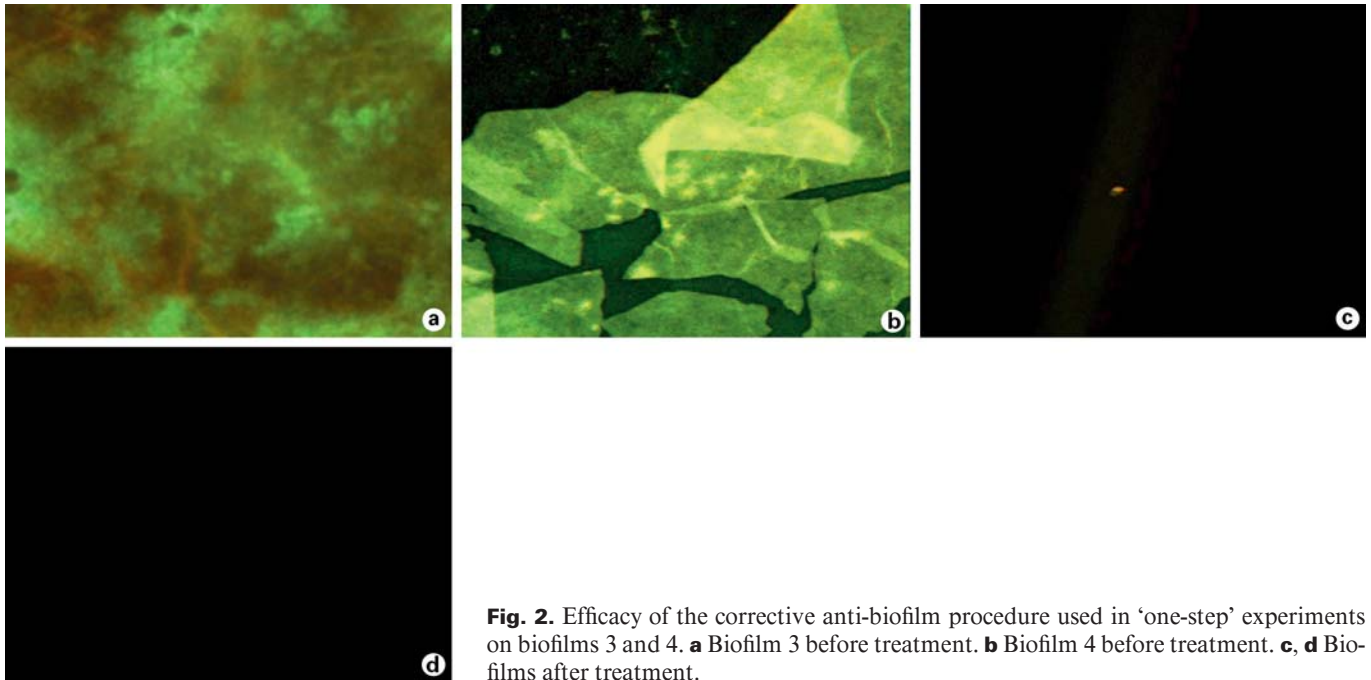 a
b
c
d
Fig. 2. Efficacy of the corrective anti-biofilm procedure used in ‘one-step’ experiments
on biofilms 3 and 4. a Biofilm 3 before treatment. b Biofilm 4 before treatment. c, d Bio-
films after treatment.